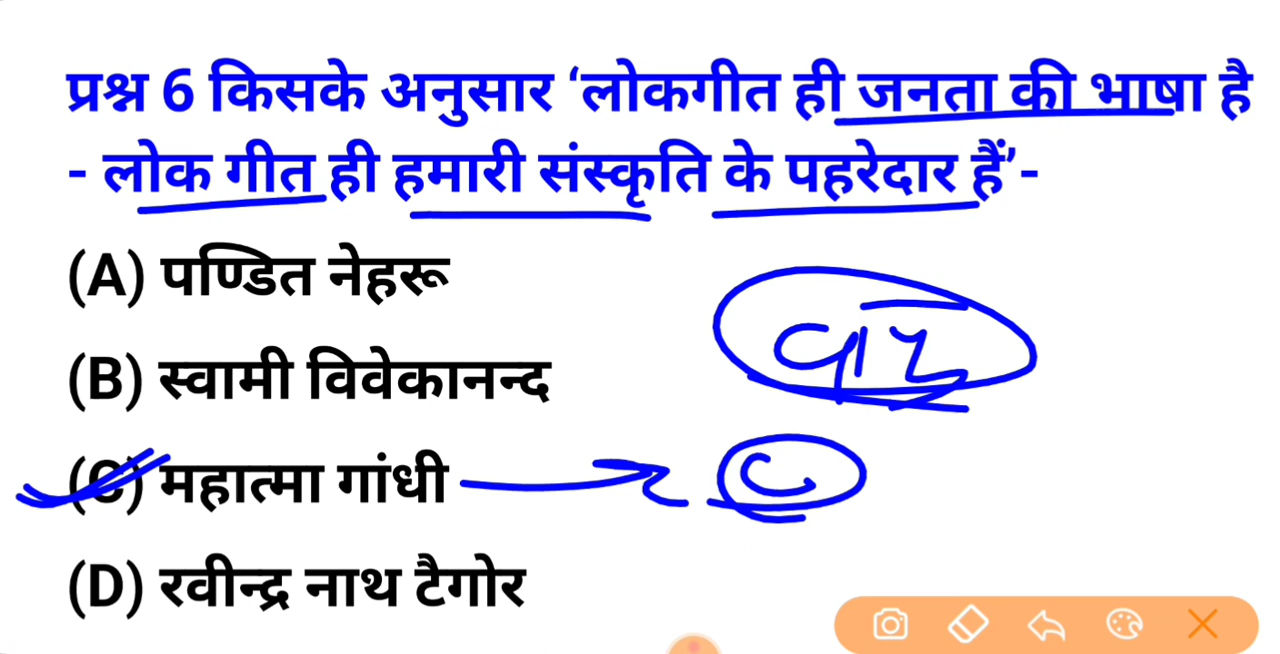 प्रश्न 6 किसके अनुसार ‘लोकगीत ही जनता की भाषा है
- लोक गीत ही हमारी संस्कृति के पहरेदार हैं’-
(A) पण्डित नेहरू
(B) स्वामी विवेकानन्द
(C) महात्मा गांधी
C
(D) रवीन्द्र नाथ टैगोर